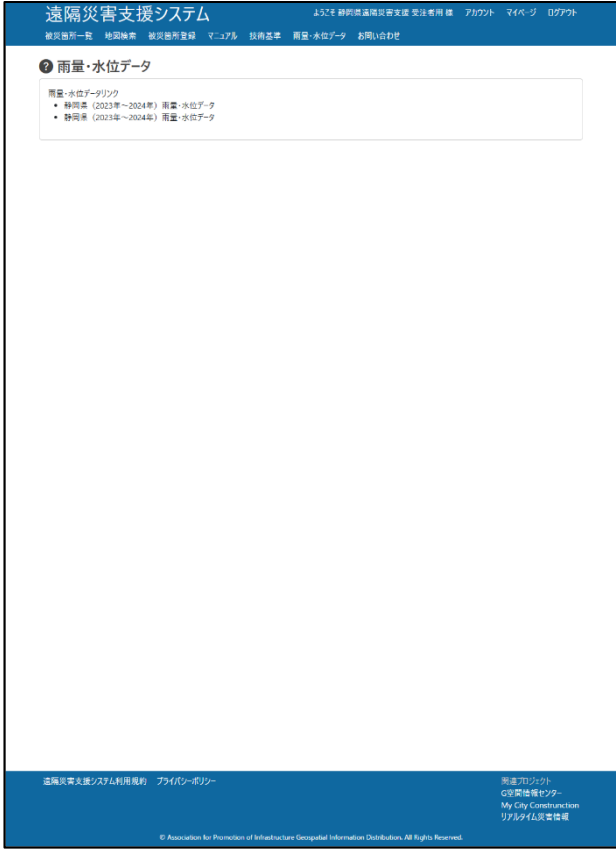 遠隔災害支援システム
ようこそ 静岡県遠隔災害支援 受注者用 様 アカウント マイページ ログアウト
被災箇所一覧 地図検索 被災箇所登録 マニュアル 技術基準 雨量・水位データ お問い合わせ
? 雨量・水位データ
雨量・水位データリンク
• 静岡県（2023年～2024年）雨量・水位データ
• 静岡県（2023年～2024年）雨量・水位データ
遠隔災害支援システム利用規約 プライバシーポリシー
関連プロジェクト
G空間情報センター
My City Construnction
リアルタイム災害情報
© Association for Promotion of Infrastructure Geospatial Information Distribution. All Rights Reserved.